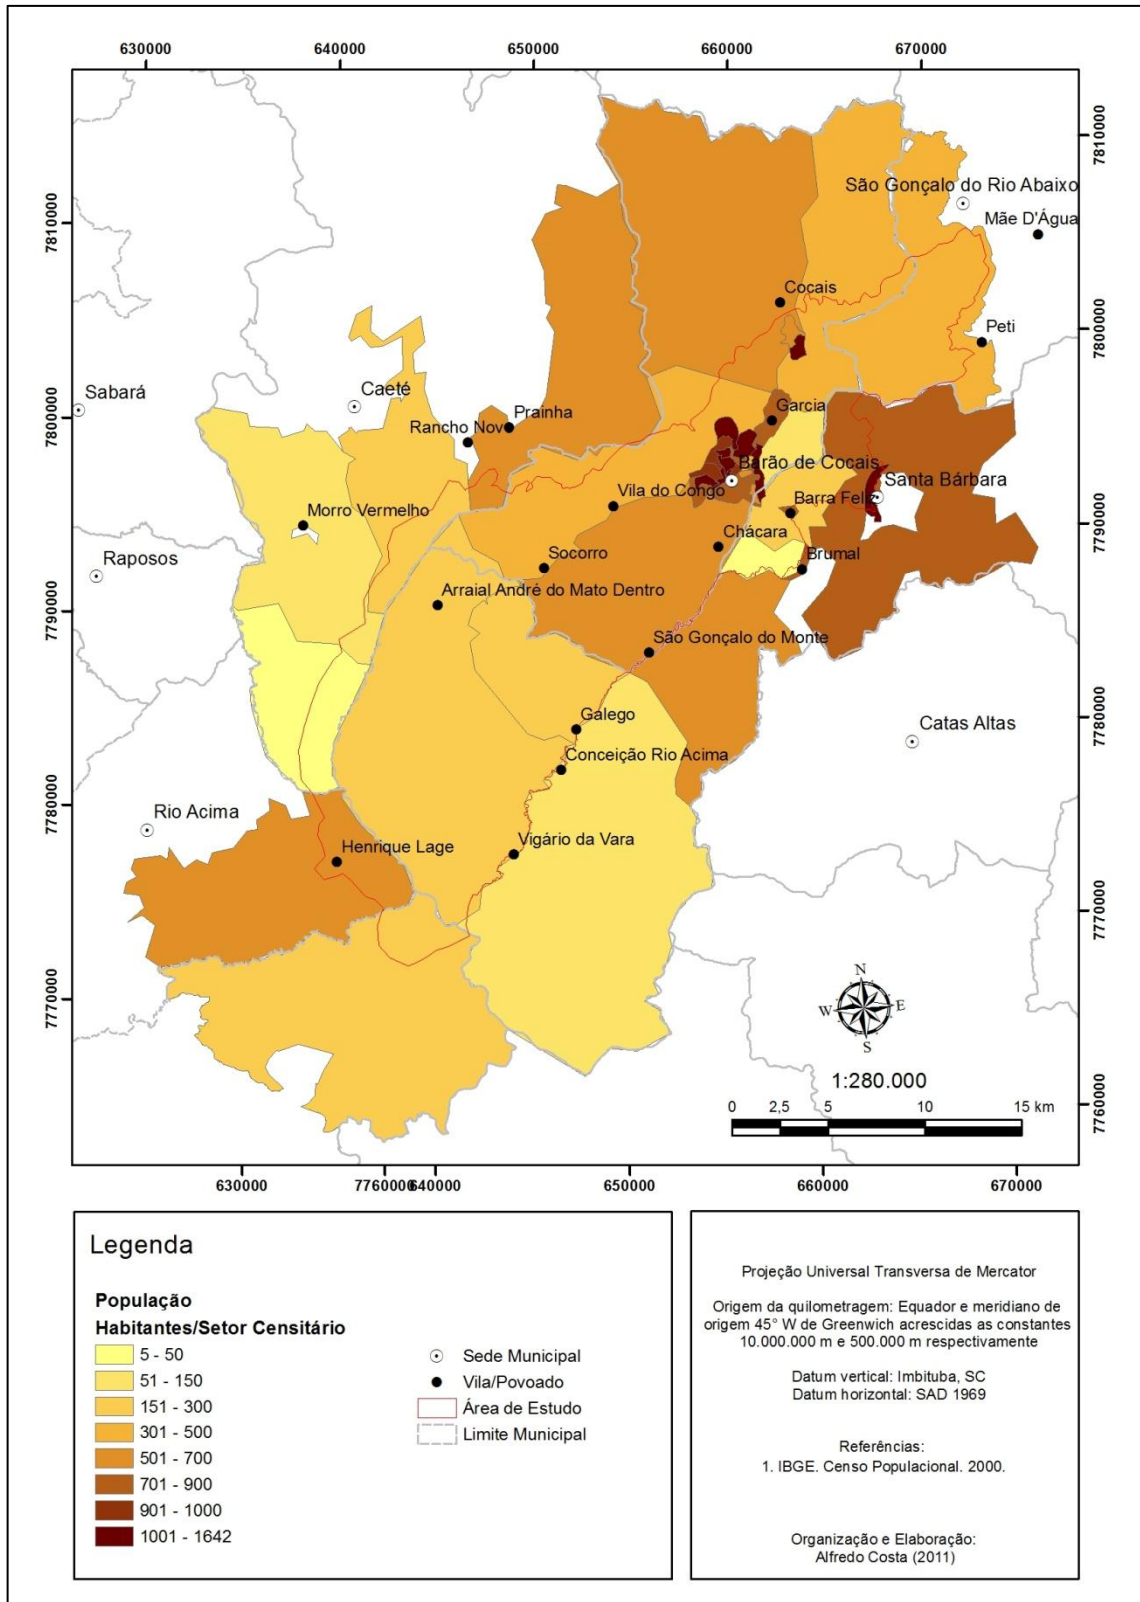 630000
640000
650000
660000
670000
7810000
7810000
São Gonçalo do Rio Abaixo
Mãe D'Água
Cocais
Peti
7800000
Sabará
Caeté
7800000
Prainha
Rancho Novo
Garcia
Barão de Cocais
Santa Bárbara
Vila do Congo
Barra Feliz
Morro Vermelho
7790000
Chácara
Socorro
Brumal
Raposos
Arraial André do Mato Dentro
7790000
São Gonçalo do Monte
Galego
Catas Altas
7780000
Conceição Rio Acima
7780000
Rio Acima
Henrique Lage
Vigário da Vara
7770000
N
W
E
S
7770000
1:280.000
0
2,5
5
10
15 km
7760000
630000
7760000
640000
650000
660000
670000
Legenda
População
Habitantes/Setor Censitário
5 - 50
51 - 150
151 - 300
301 - 500
501 - 700
701 - 900
901 - 1000
1001 - 1642
Sede Municipal
Vila/Povoado
Área de Estudo
Limite Municipal
Projeção Universal Transversa de Mercator
Origem da quilometragem: Equador e meridiano de
origem 45° W de Greenwich acrescidas as constantes
10.000.000 m e 500.000 m respectivamente
Datum vertical: Imbituba, SC
Datum horizontal: SAD 1969
Referências:
1. IBGE. Censo Populacional. 2000.
Organização e Elaboração:
Alfredo Costa (2011)